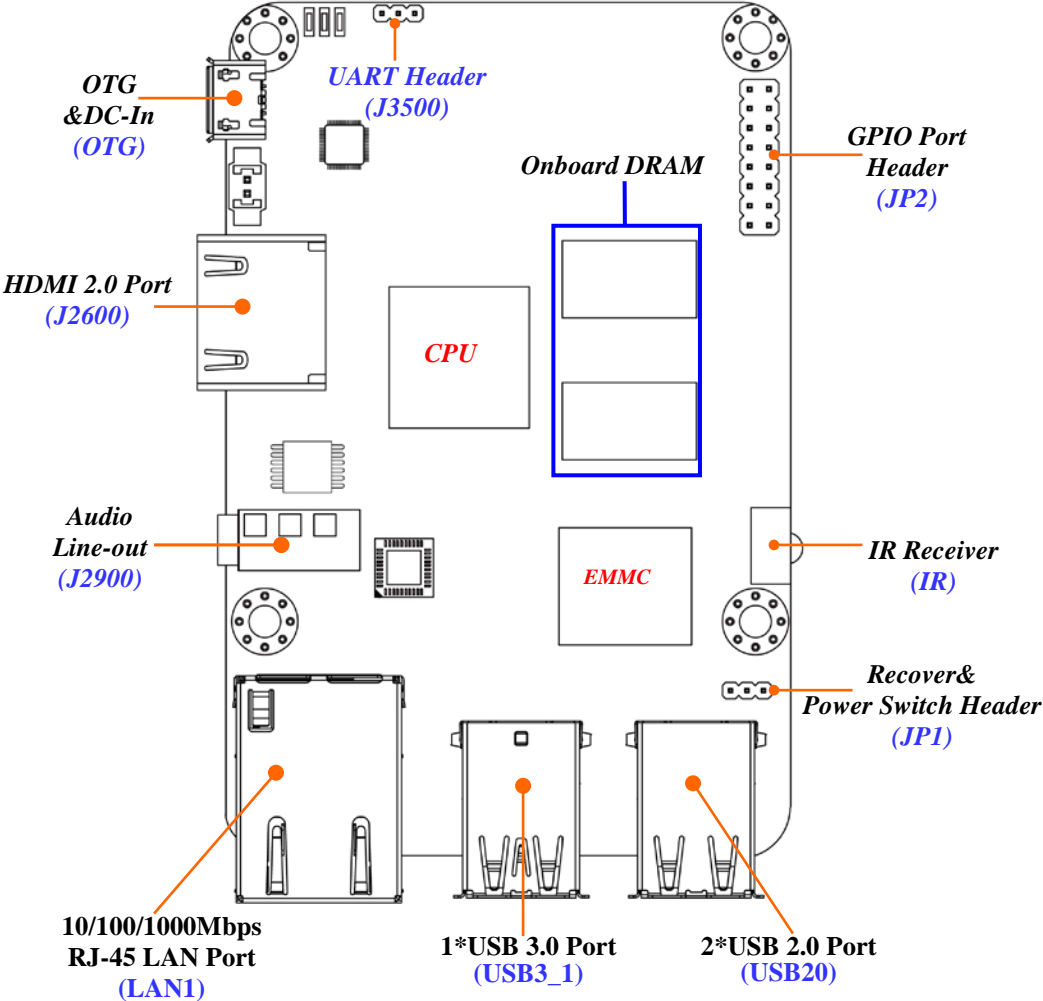 UART Header
(J3500)
OTG
&DC-In
(OTG)
GPIO Port
Header
(JP2)
Onboard DRAM
HDMI 2.0 Port
(J2600)
CPU
Audio
Line-out
(J2900)
EMMC
IR Receiver
(IR)
Recover&
Power Switch Header
(JP1)
10/100/1000Mbps
RJ-45 LAN Port
(LAN1)
1*USB 3.0 Port
(USB3_1)
2*USB 2.0 Port
(USB20)